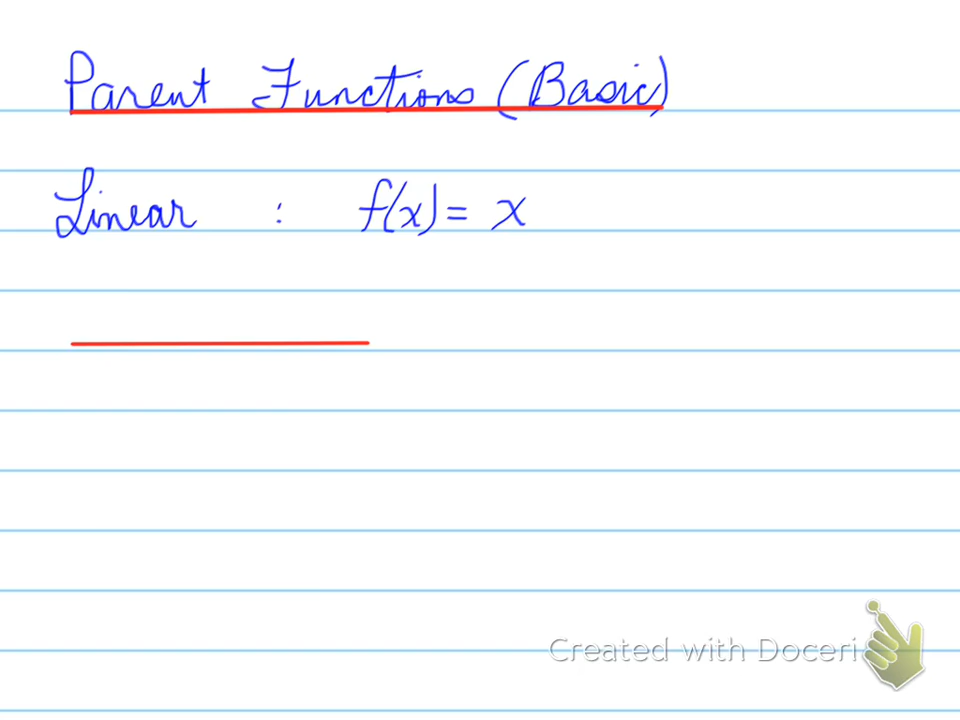 Parent Functions (Basic)
Linear : f(x) = x
Created with Doceri